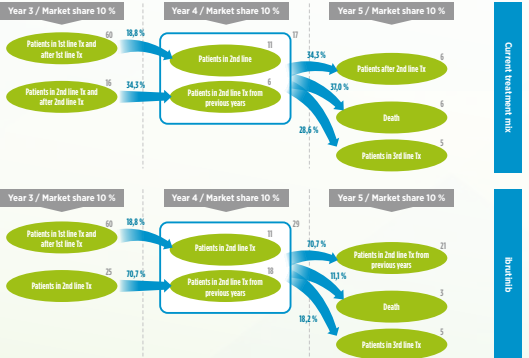 Year 3 / Market share 10 %
Year 4 / Market share 10 %
Year 5 / Market share 10 %
60
Patients in 1st line Tx and
after 1st line Tx
18,8 %
17
11
Patients in 2nd line
34,3%
6
Patients after 2nd line Tx
16
Patients in 2nd line Tx and
after 2nd line Tx
34,3 %
6
Patients in 2nd line Tx from
previous years
37,0 %
6
Death
28,6 %
5
Patients in 3rd line Tx
Current treatment mix
Year 3 / Market share 10 %
Year 4 / Market share 10 %
Year 5 / Market share 10 %
60
Patients in 1st line Tx and
after 1st line Tx
18,8 %
29
11
Patients in 2nd line Tx
70,7 %
21
Patients in 2nd line Tx from
previous years
25
Patients in 2nd line Tx
70,7 %
18
Patients in 2nd line Tx from
previous years
11,1 %
3
Death
18,2 %
5
Patients in 3rd line Tx
ibrutinib